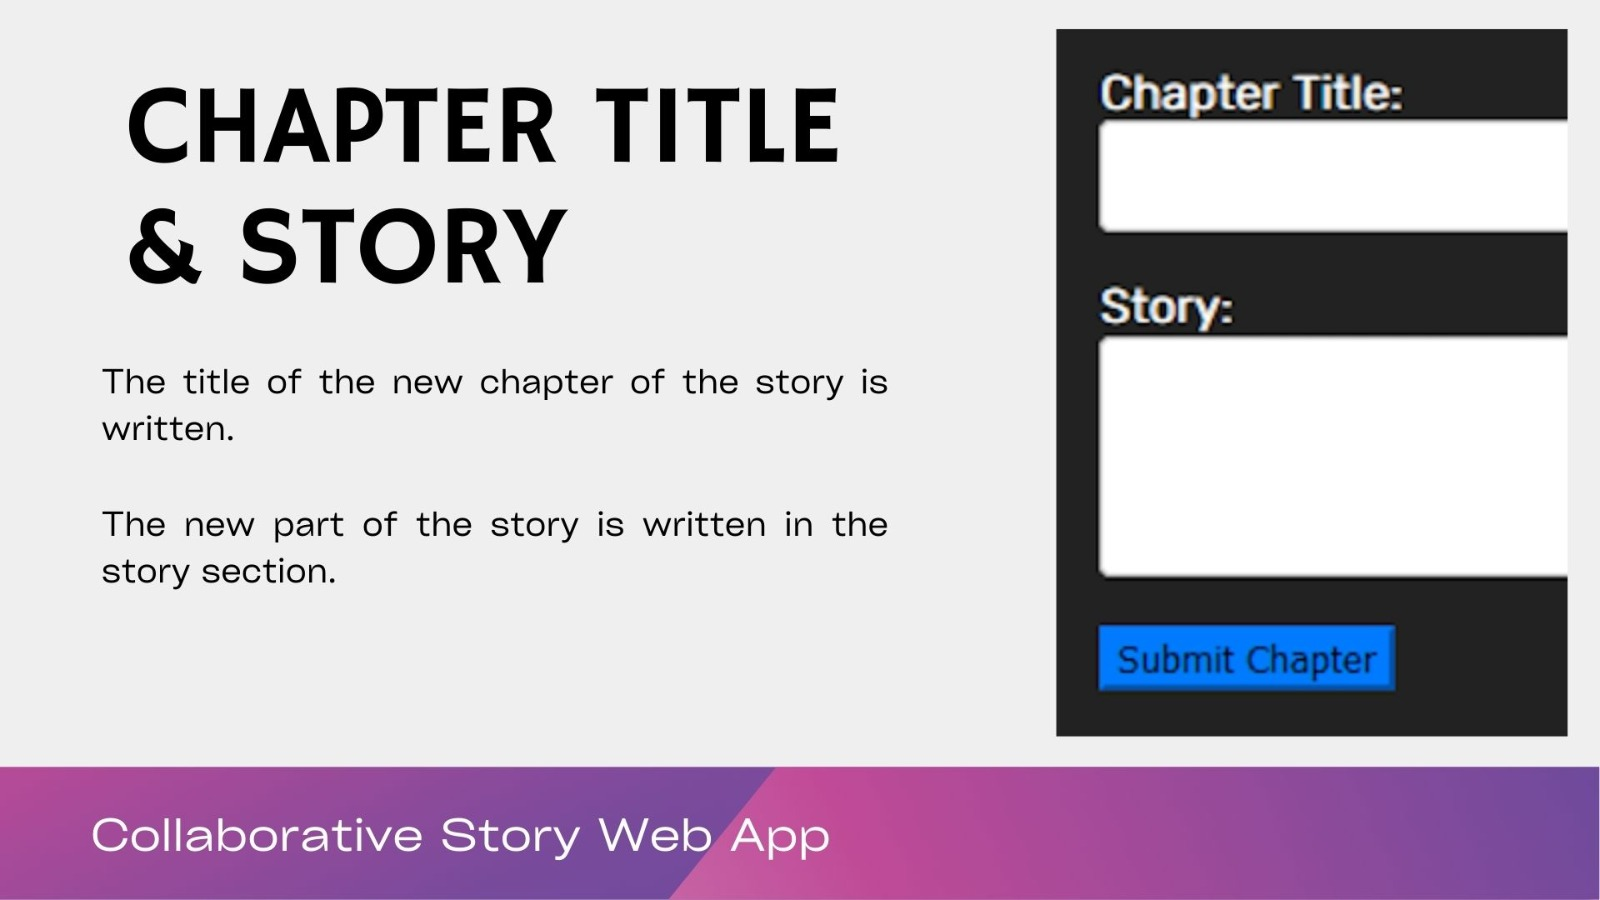 CHAPTER TITLE
& STORY
The title of the new chapter of the story is
written.
The new part of the story is written in the
story section.
Chapter Title:
Story:
Submit Chapter
Collaborative Story Web App